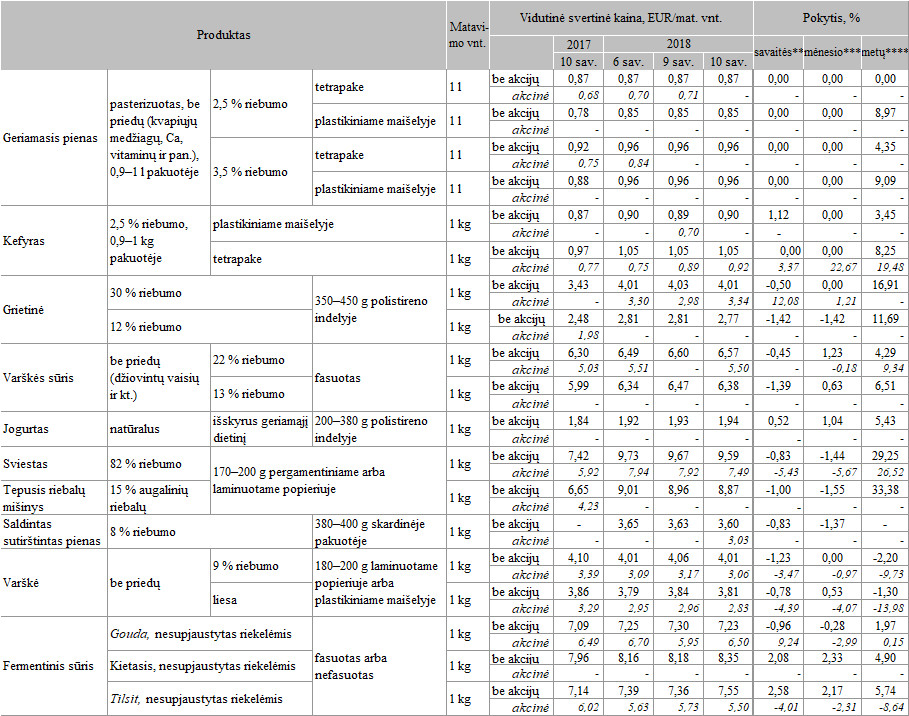 Produktas Matavi-mo vnt. Vidutinė svertinė kaina, EUR/mat. vnt. Pokytis, %
2017 2018 savaitės** mėnesio*** metų****
10 sav. 6 sav. 9 sav. 10 sav.
Geriamasis pienas pasterizuotas, be priedų (kvapiųjų medžiagų, Ca, vitaminų ir pan.), 0,9–1 l pakuotėje 2,5 % riebumo tetrapake 1 l be akcijų 0,87 0,87 0,87 0,87 0,00 0,00 0,00
akcinė 0,68 0,70 0,71 - - - -
plastikiniame maišelyje 1 l be akcijų 0,78 0,85 0,85 0,85 0,00 0,00 8,97
akcinė - - - - - - -
3,5 % riebumo tetrapake 1 l be akcijų 0,92 0,96 0,96 0,96 0,00 0,00 4,35
akcinė 0,75 0,84 - - - - -
plastikiniame maišelyje 1 l be akcijų 0,88 0,96 0,96 0,96 0,00 0,00 9,09
akcinė - - - - - - -
Kefyras 2,5 % riebumo, 0,9–1 kg pakuotėje plastikiniame maišelyje 1 kg be akcijų 0,87 0,90 0,89 0,90 1,12 0,00 3,45
akcinė - - 0,70 - - - -
tetrapake 1 kg be akcijų 0,97 1,05 1,05 1,05 0,00 0,00 8,25
akcinė 0,77 0,75 0,89 0,92 3,37 22,67 19,48
Grietinė 30 % riebumo 350–450 g polistireno indelyje 1 kg be akcijų 3,43 4,01 4,03 4,01 -0,50 0,00 16,91
akcinė - 3,30 2,98 3,34 12,08 1,21 -
12 % riebumo 1 kg be akcijų 2,48 2,81 2,81 2,77 -1,42 -1,42 11,69
akcinė 1,98 - - - - - -
Varškės sūris be priedų (džiovintų vaisių ir kt.) 22 % riebumo fasuotas 1 kg be akcijų 6,30 6,49 6,60 6,57 -0,45 1,23 4,29
akcinė 5,03 5,51 - 5,50 - -0,18 9,34
13 % riebumo 1 kg be akcijų 5,99 6,34 6,47 6,38 -1,39 0,63 6,51
akcinė - - - - - - -
Jogurtas natūralus išskyrus geriamąjį dietinį 200–380 g polistireno indelyje 1 kg be akcijų 1,84 1,92 1,93 1,94 0,52 1,04 5,43
akcinė - - - - - - -
Sviestas 82 % riebumo 170–200 g pergamentiniame arba laminuotame popieriuje 1 kg be akcijų 7,42 9,73 9,67 9,59 -0,83 -1,44 29,25
akcinė 5,92 7,94 7,92 7,49 -5,43 -5,67 26,52
Tepusis riebalų mišinys 15 % augalinių riebalų 1 kg be akcijų 6,65 9,01 8,96 8,87 -1,00 -1,55 33,38
akcinė 4,23 - - - - - -
Saldintas sutirštintas pienas 8 % riebumo 380–400 g skardinėje pakuotėje 1 kg be akcijų - 3,65 3,63 3,60 -0,83 -1,37 -
akcinė - - - 3,03 - - -
Varškė be priedų 9 % riebumo 180–200 g laminuotame popieriuje arba plastikiniame maišelyje 1 kg be akcijų 4,10 4,01 4,06 4,01 -1,23 0,00 -2,20
akcinė 3,39 3,09 3,17 3,06 -3,47 -0,97 -9,73
liesa 1 kg be akcijų 3,86 3,79 3,84 3,81 -0,78 0,53 -1,30
akcinė 3,29 2,95 2,96 2,83 -4,39 -4,07 -13,98
Fermentinis sūris Gouda, nesupjaustytas riekelėmis fasuotas arba nefasuotas 1 kg be akcijų 7,09 7,25 7,30 7,23 -0,96 -0,28 1,97
akcinė 6,49 6,70 5,95 6,50 9,24 -2,99 0,15
Kietasis, nesupjaustytas riekelėmis 1 kg be akcijų 7,96 8,16 8,18 8,35 2,08 2,33 4,90
akcinė - - - - - - -
Tilsit, nesupjaustytas riekelėmis 1 kg be akcijų 7,14 7,39 7,36 7,55 2,58 2,17 5,74
akcinė 6,02 5,63 5,73 5,50 -4,01 -2,31 -8,64